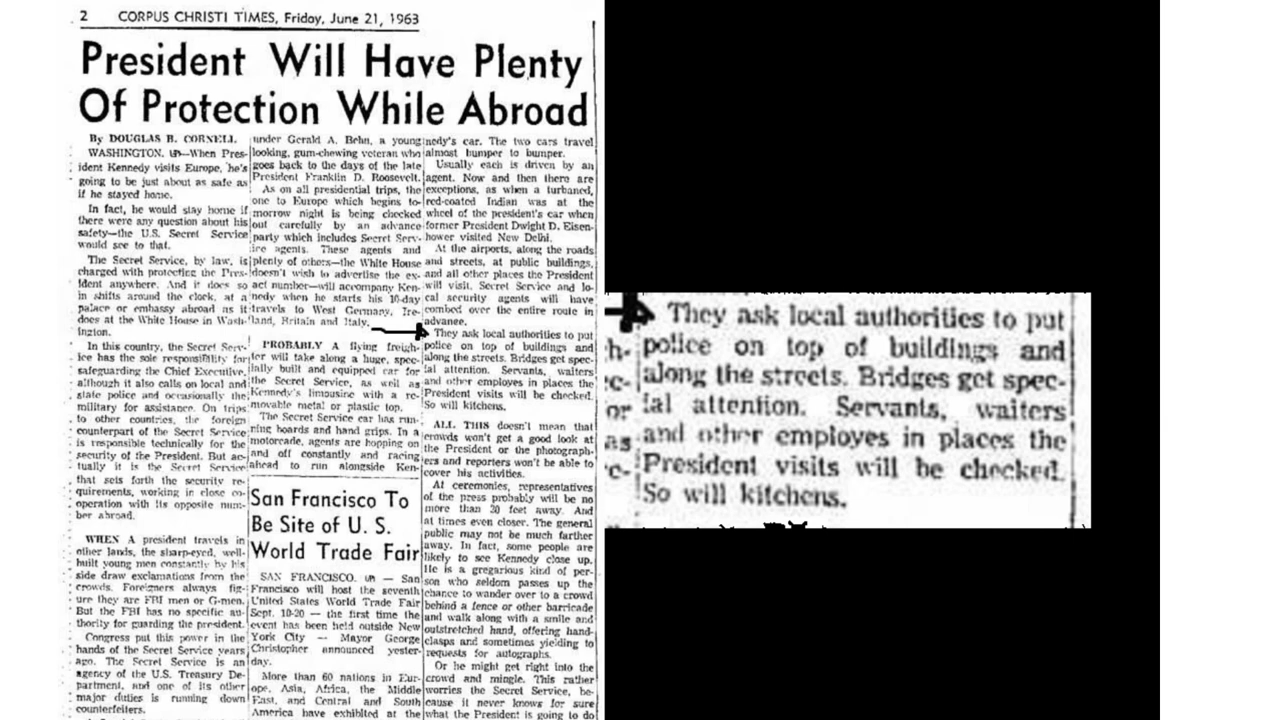 2 CORPUS CHRISTI TIMES, Friday, June 21, 1963
President Will Have Plenty
Of Protection While Abroad
By DOUGLAS B. CORNELL
WASHINGTON, —When Pres-
ident Kennedy visits Europe, he's
going to be just about as safe as
if he stayed home.
In fact, he would stay home if
there were any question about his
safety—the U.S. Secret Service
would see to that.
The Secret Service, by law, is
charged with protecting the Pres-
ident anywhere. And it does so
in shifts around the clock, at a
palace or embassy abroad as it
does at the White House in Wash-
ington.
In this country, the Secret Serv-
ice has the sole responsibility for
safeguarding the Chief Executive,
although it also calls on local and
state police and occasionally the
military for assistance. On trips
to other countries, the foreign
counterpart of the Secret Service
is responsible technically for the
security of the President. But ac-
tually it is the Secret Service
that sets forth the security re-
quirements, working in close co-
operation with its opposite num-
ber abroad.
WHEN A president travels in
other lands, the sharp-eyed, well-
built young men constantly by his
side draw exclamations from the
crowds. Foreigners always fig-
ure they are FBI men or G-men.
But the FBI has no specific au-
thority for guarding the president.
Congress put this power in the
hands of the Secret Service years
ago. The Secret Service is an
agency of the U.S. Treasury De-
partment, and one of its other
major duties is running down
counterfeiters.
under Gerald A. Behn, a young
looking, gum-chewing veteran who
goes back to the days of the late
President Franklin D. Roosevelt.
As on all presidential trips, the
one to Europe which begins to-
morrow night is being checked
out carefully by an advance
party which includes Secret Serv-
ice agents. These agents and
plenty of others—the White House
doesn't wish to advertise the ex-
act number—will accompany Ken-
nedy when he starts his 10-day
travels to West Germany, Ire-
land, Britain and Italy.
PROBABLY A flying freigh-
ter will take along a huge, spec-
ially built and equipped car for
the Secret Service, as well as
Kennedy's limousine with a re-
movable metal or plastic top.
The Secret Service car has run-
ning boards and hand grips. In a
motorcade, agents are hopping on
and off constantly and racing
ahead to run alongside Ken-
San Francisco To
Be Site of U. S.
World Trade Fair
SAN FRANCISCO, — San
Francisco will host the seventh
United States World Trade Fair
Sept. 10-20 — the first time the
event has been held outside New
York City — Mayor George
Christopher announced yester-
day.
More than 60 nations in Eur-
ope, Asia, Africa, the Middle
East, and Central and South
America have exhibited at the
nedy's car. The two cars travel
almost bumper to bumper.
Usually each is driven by an
agent. Now and then there are
exceptions, as when a turbaned,
red-coated Indian was at the
wheel of the president's car when
former President Dwight D. Eisen-
hower visited New Delhi.
At the airports, along the roads
and streets, at public buildings,
and all other places the President
will visit, Secret Service and lo-
cal security agents will have
combed over the entire route in
advance.
They ask local authorities to put
police on top of buildings and
along the streets. Bridges get spec-
ial attention. Servants, waiters
and other employes in places the
President visits will be checked.
So will kitchens.
ALL THIS doesn't mean that
crowds won't get a good look at
the President or the photograph-
ers and reporters won't be able to
cover his activities.
At ceremonies, representatives
of the press probably will be no
more than 20 feet away. And
at times even closer. The general
public may not be much farther
away. In fact, some people are
likely to see Kennedy close up.
He is a gregarious kind of per-
son who seldom passes up the
chance to wander over to a crowd
behind a fence or other barricade
and walk along with a smile and
outstretched hand, offering hand-
clasps and sometimes yielding to
requests for autographs.
Or he might get right into the
crowd and mingle. This rather
worries the Secret Service, be-
cause it never knows for sure
what the President is going to do
They ask local authorities to put
h- police on top of buildings and
c- along the streets. Bridges get spec-
or ial attention. Servants, waiters
as and other employes in places the
c- President visits will be checked.
So will kitchens.